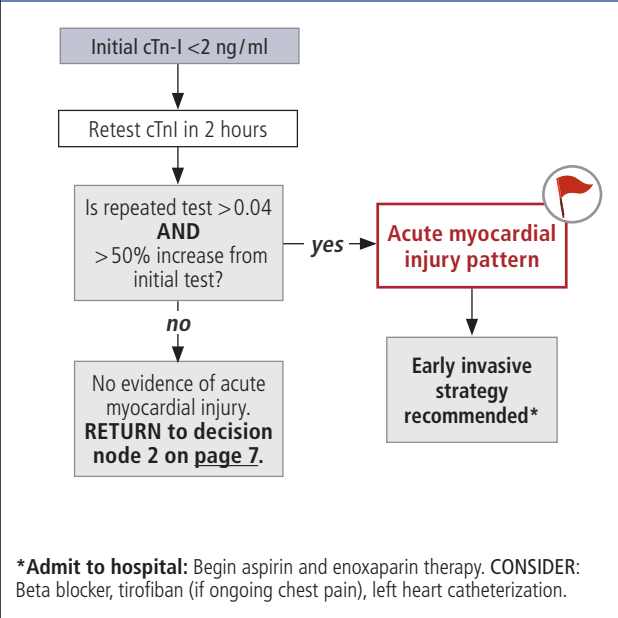 Initial cTn-I <2 ng/ml
Retest cTnI in 2 hours
Is repeated test >0.04
AND
>50% increase from
initial test?
yes
Acute myocardial
injury pattern
no
No evidence of acute
myocardial injury.
RETURN to decision
node 2 on page 7.
Early invasive
strategy
recommended*
*Admit to hospital: Begin aspirin and enoxaparin therapy. CONSIDER:
Beta blocker, tirofiban (if ongoing chest pain), left heart catheterization.